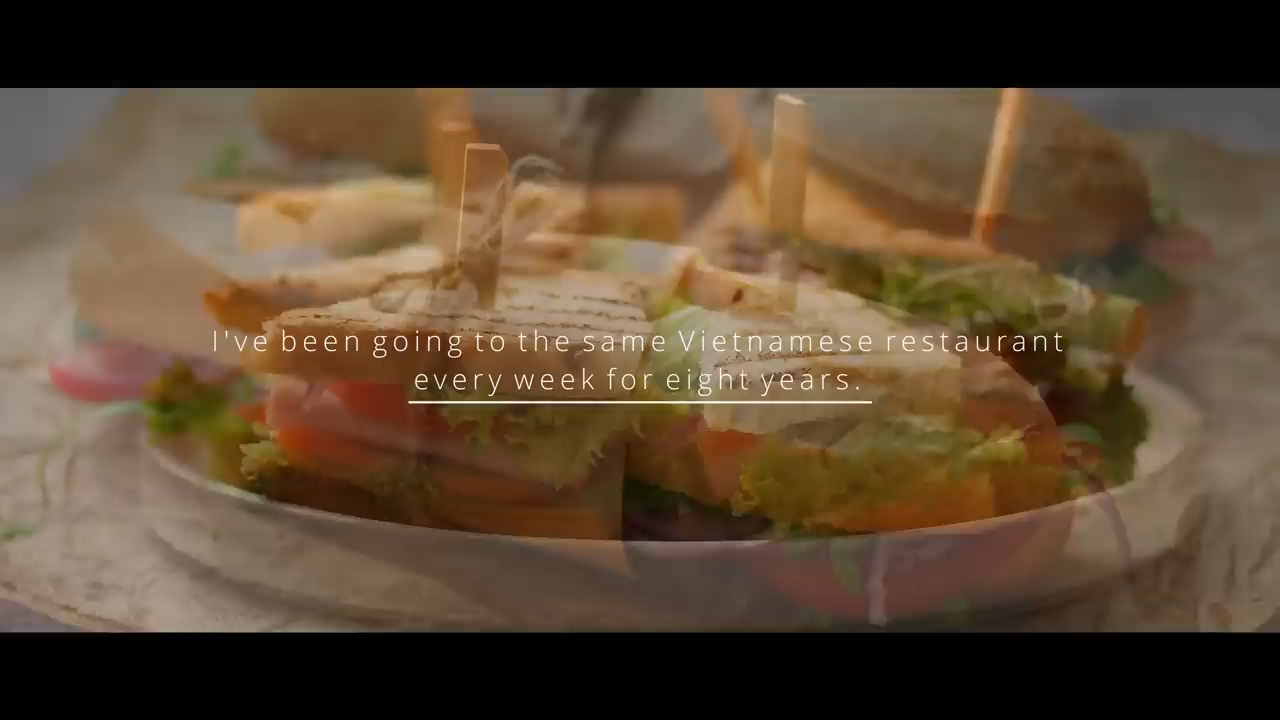 I've been going to the same Vietnamese restaurant
every week for eight years.